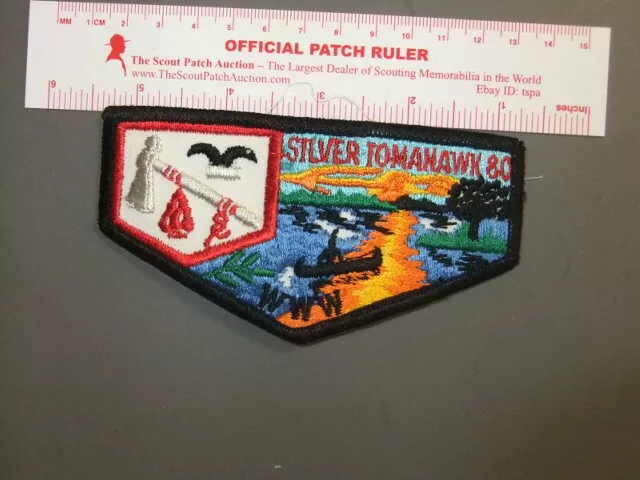 MM 1 CM 2 3 4 5 6 7 8 9 10 11 12 13 14 15
OFFICIAL PATCH RULER
The Scout Patch Auction – The Largest Dealer of Scouting Memorabilia in the World
www.TheScoutPatchAuction.com Ebay ID: tspa
6 5 4 3 2 1 Inches
SILVER TOMAHAWK 80
WWW